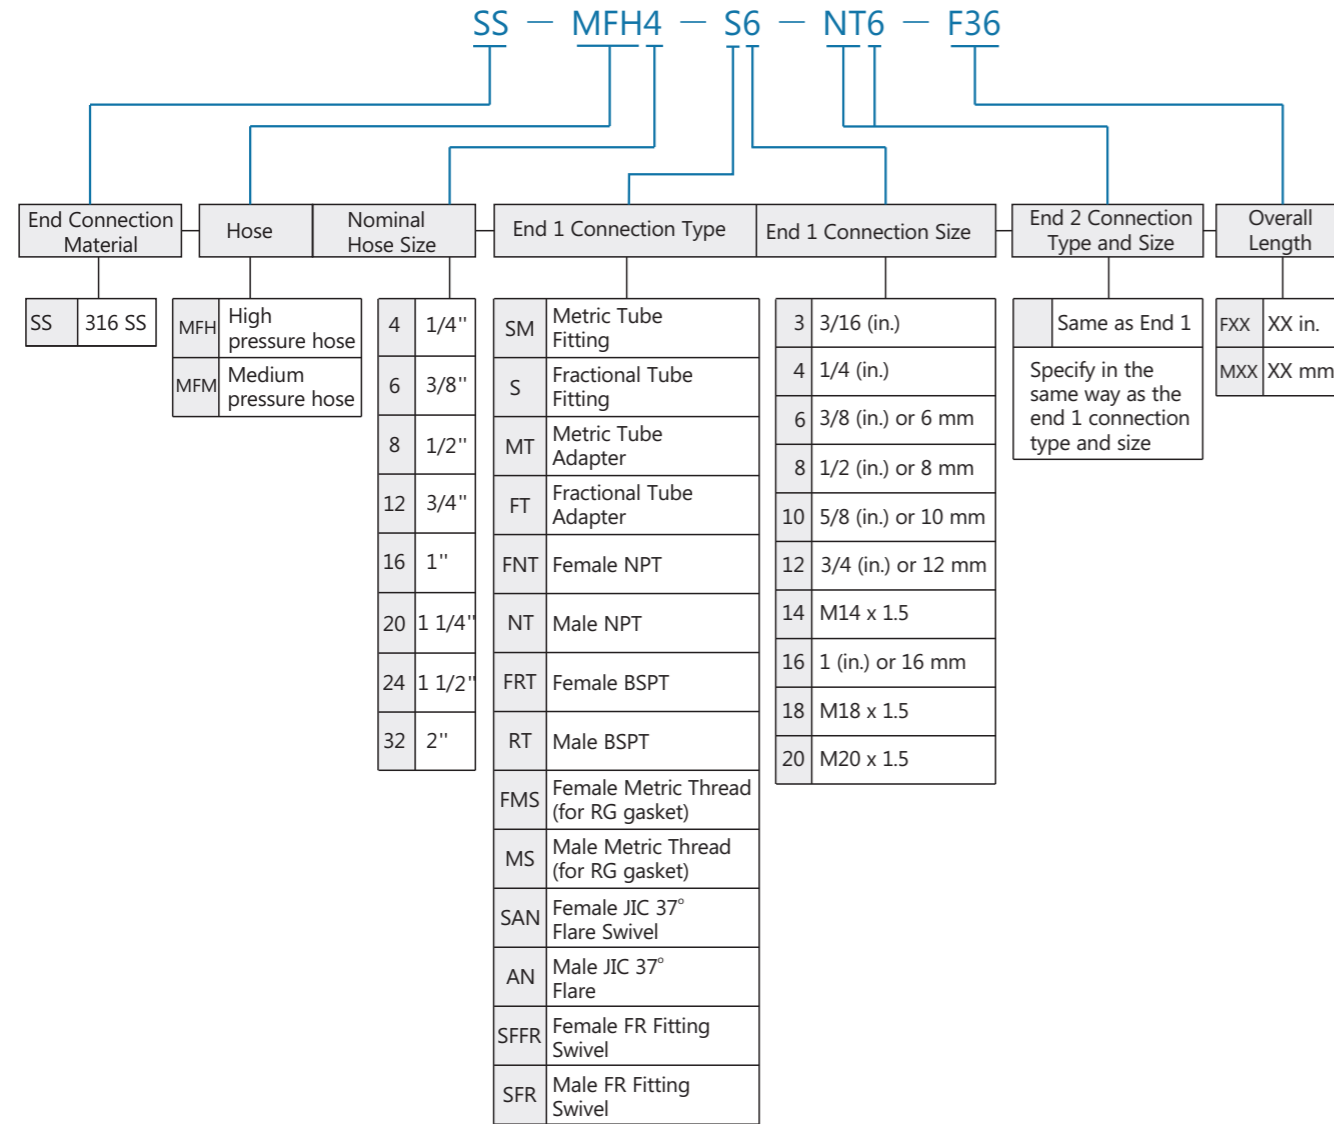 SS — MFH4 — S6 — NT6 — F36
End Connection
Material
Hose
Nominal
Hose Size
End 1 Connection Type
End 1 Connection Size
End 2 Connection
Type and Size
Overall
Length
SS 316 SS
MFH High
pressure hose
MFM Medium
pressure hose
4 1/4"
6 3/8"
8 1/2"
12 3/4"
16 1"
20 1 1/4"
24 1 1/2"
32 2"
SM Metric Tube
Fitting
S Fractional Tube
Fitting
MT Metric Tube
Adapter
FT Fractional Tube
Adapter
FNT Female NPT
NT Male NPT
FRT Female BSPT
RT Male BSPT
FMS Female Metric Thread
(for RG gasket)
MS Male Metric Thread
(for RG gasket)
SAN Female JIC 37°
Flare Swivel
AN Male JIC 37°
Flare
SFFR Female FR Fitting
Swivel
SFR Male FR Fitting
Swivel
3 3/16 (in.)
4 1/4 (in.)
6 3/8 (in.) or 6 mm
8 1/2 (in.) or 8 mm
10 5/8 (in.) or 10 mm
12 3/4 (in.) or 12 mm
14 M14 x 1.5
16 1 (in.) or 16 mm
18 M18 x 1.5
20 M20 x 1.5
Same as End 1
Specify in the
same way as the
end 1 connection
type and size
FXX XX in.
MXX XX mm